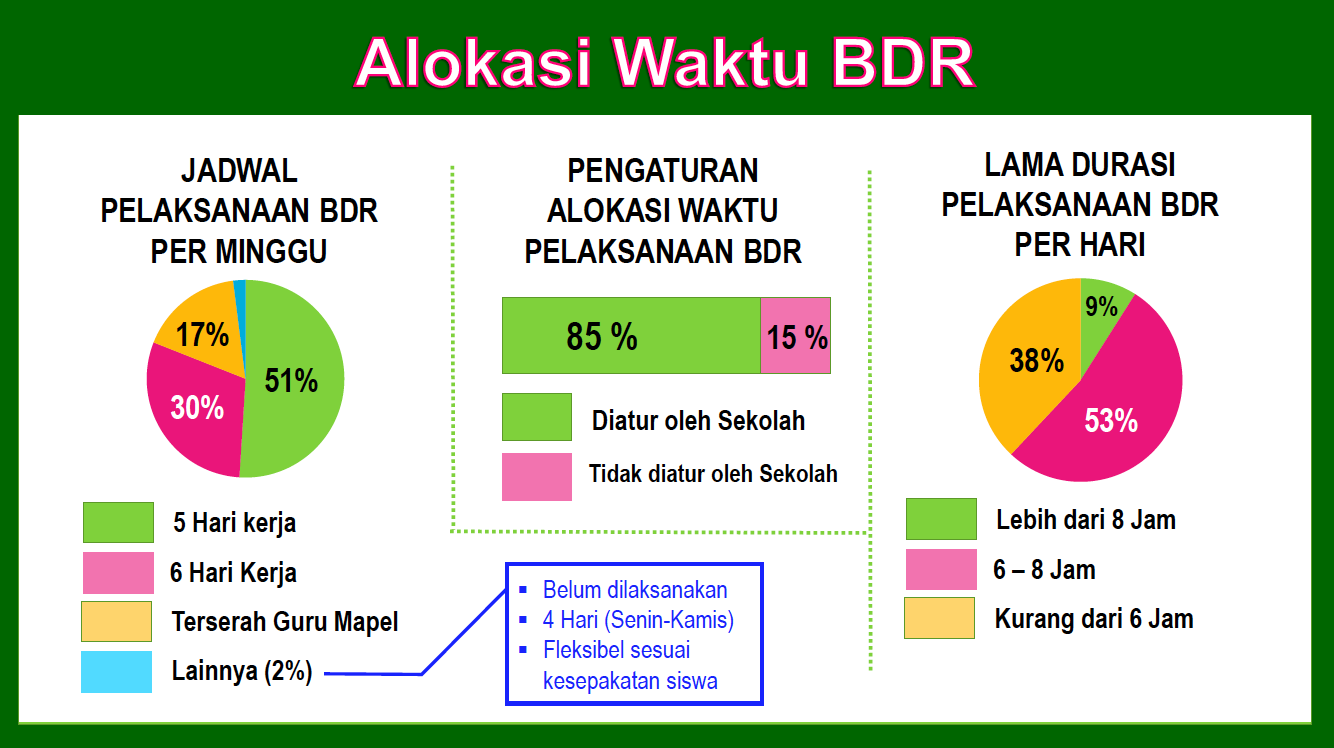 Alokasi Waktu BDR
JADWAL
PELAKSANAAN BDR
PER MINGGU
17%
51%
30%
5 Hari kerja
6 Hari Kerja
Terserah Guru Mapel
Lainnya (2%)
PENGATURAN
ALOKASI WAKTU
PELAKSANAAN BDR
85 %
15 %
Diatur oleh Sekolah
Tidak diatur oleh Sekolah
▪ Belum dilaksanakan
▪ 4 Hari (Senin-Kamis)
▪ Fleksibel sesuai
kesepakatan siswa
LAMA DURASI
PELAKSANAAN BDR
PER HARI
9%
38%
53%
Lebih dari 8 Jam
6 – 8 Jam
Kurang dari 6 Jam